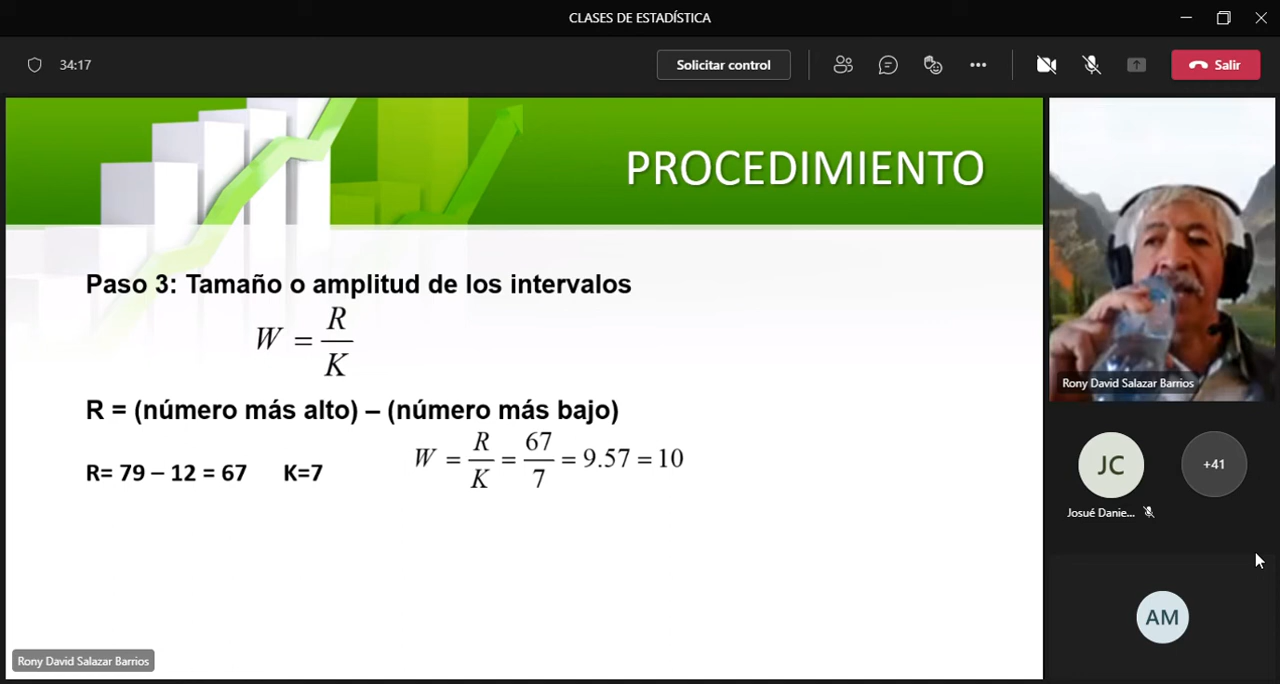 CLASES DE ESTADÍSTICA
34:17
Solicitar control
Salir
PROCEDIMIENTO
Paso 3: Tamaño o amplitud de los intervalos
W = R/K
R = (número más alto) – (número más bajo)
R= 79 – 12 = 67 K=7
W = R/K = 67/7 = 9.57 = 10
Rony David Salazar Barrios
JC
+41
Josué Danie...
AM
Rony David Salazar Barrios